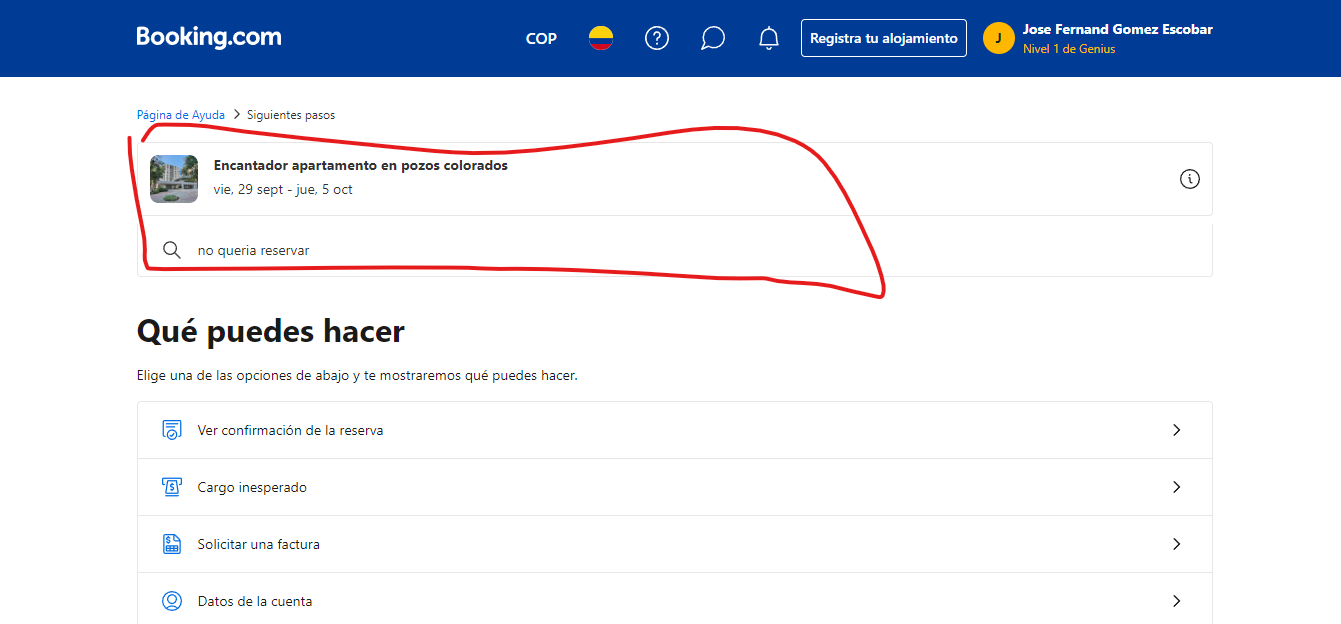 Booking.com
COP
Registra tu alojamiento
J
Jose Fernand Gomez Escobar
Nivel 1 de Genius
Página de Ayuda > Siguientes pasos
Encantador apartamento en pozos colorados
vie, 29 sept - jue, 5 oct
no queria reservar
Qué puedes hacer
Elige una de las opciones de abajo y te mostraremos qué puedes hacer.
Ver confirmación de la reserva
Cargo inesperado
Solicitar una factura
Datos de la cuenta